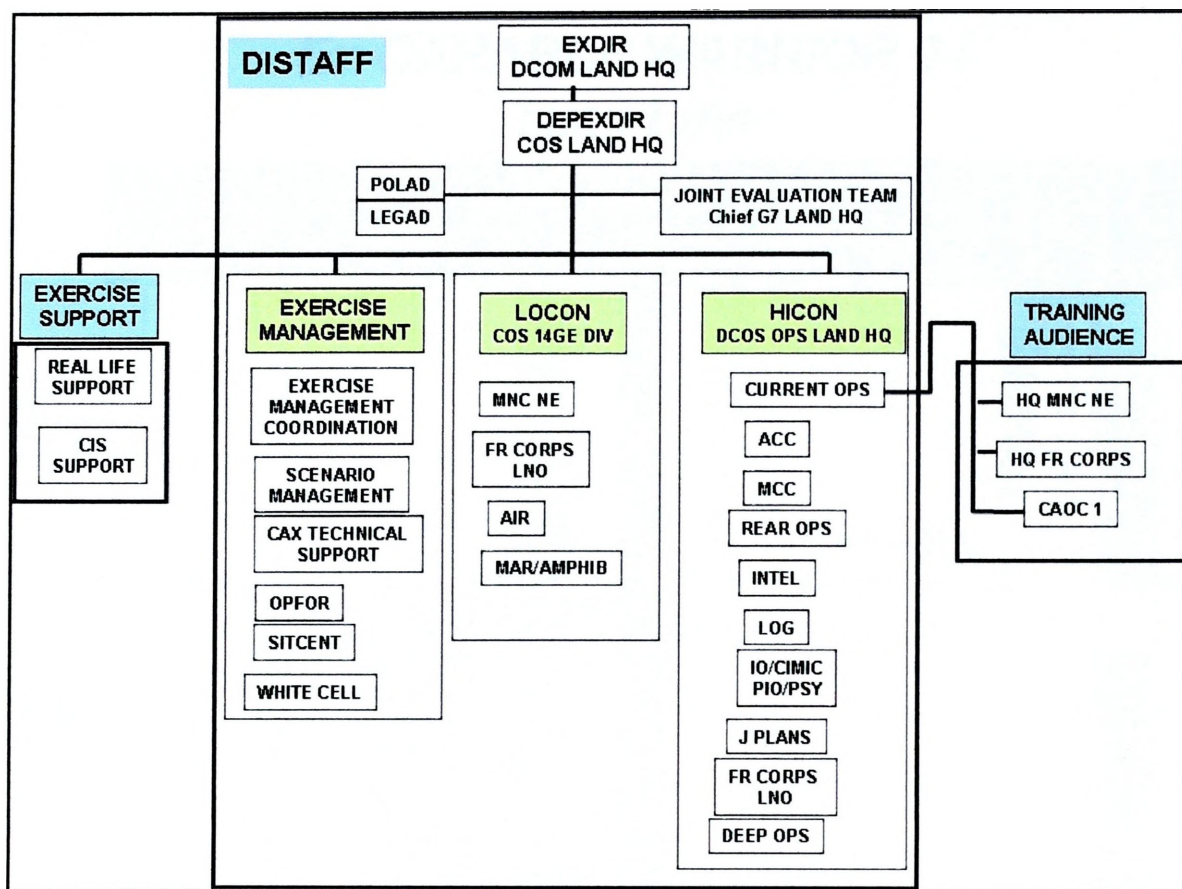 DISTAFF
EXDIR
DCOM LAND HQ
DEPEXDIR
COS LAND HQ
POLAD
LEGAD
JOINT EVALUATION TEAM
Chief G7 LAND HQ
EXERCISE
SUPPORT
REAL LIFE
SUPPORT
CIS
SUPPORT
EXERCISE
MANAGEMENT
EXERCISE
MANAGEMENT
COORDINATION
SCENARIO
MANAGEMENT
CAX TECHNICAL
SUPPORT
OPFOR
SITCENT
WHITE CELL
LOCON
COS 14GE DIV
MNC NE
FR CORPS
LNO
AIR
MAR/AMPHIB
HICON
DCOS OPS LAND HQ
CURRENT OPS
ACC
MCC
REAR OPS
INTEL
LOG
IO/CIMIC
PIO/PSY
J PLANS
FR CORPS
LNO
DEEP OPS
TRAINING
AUDIENCE
HQ MNC NE
HQ FR CORPS
CAOC 1